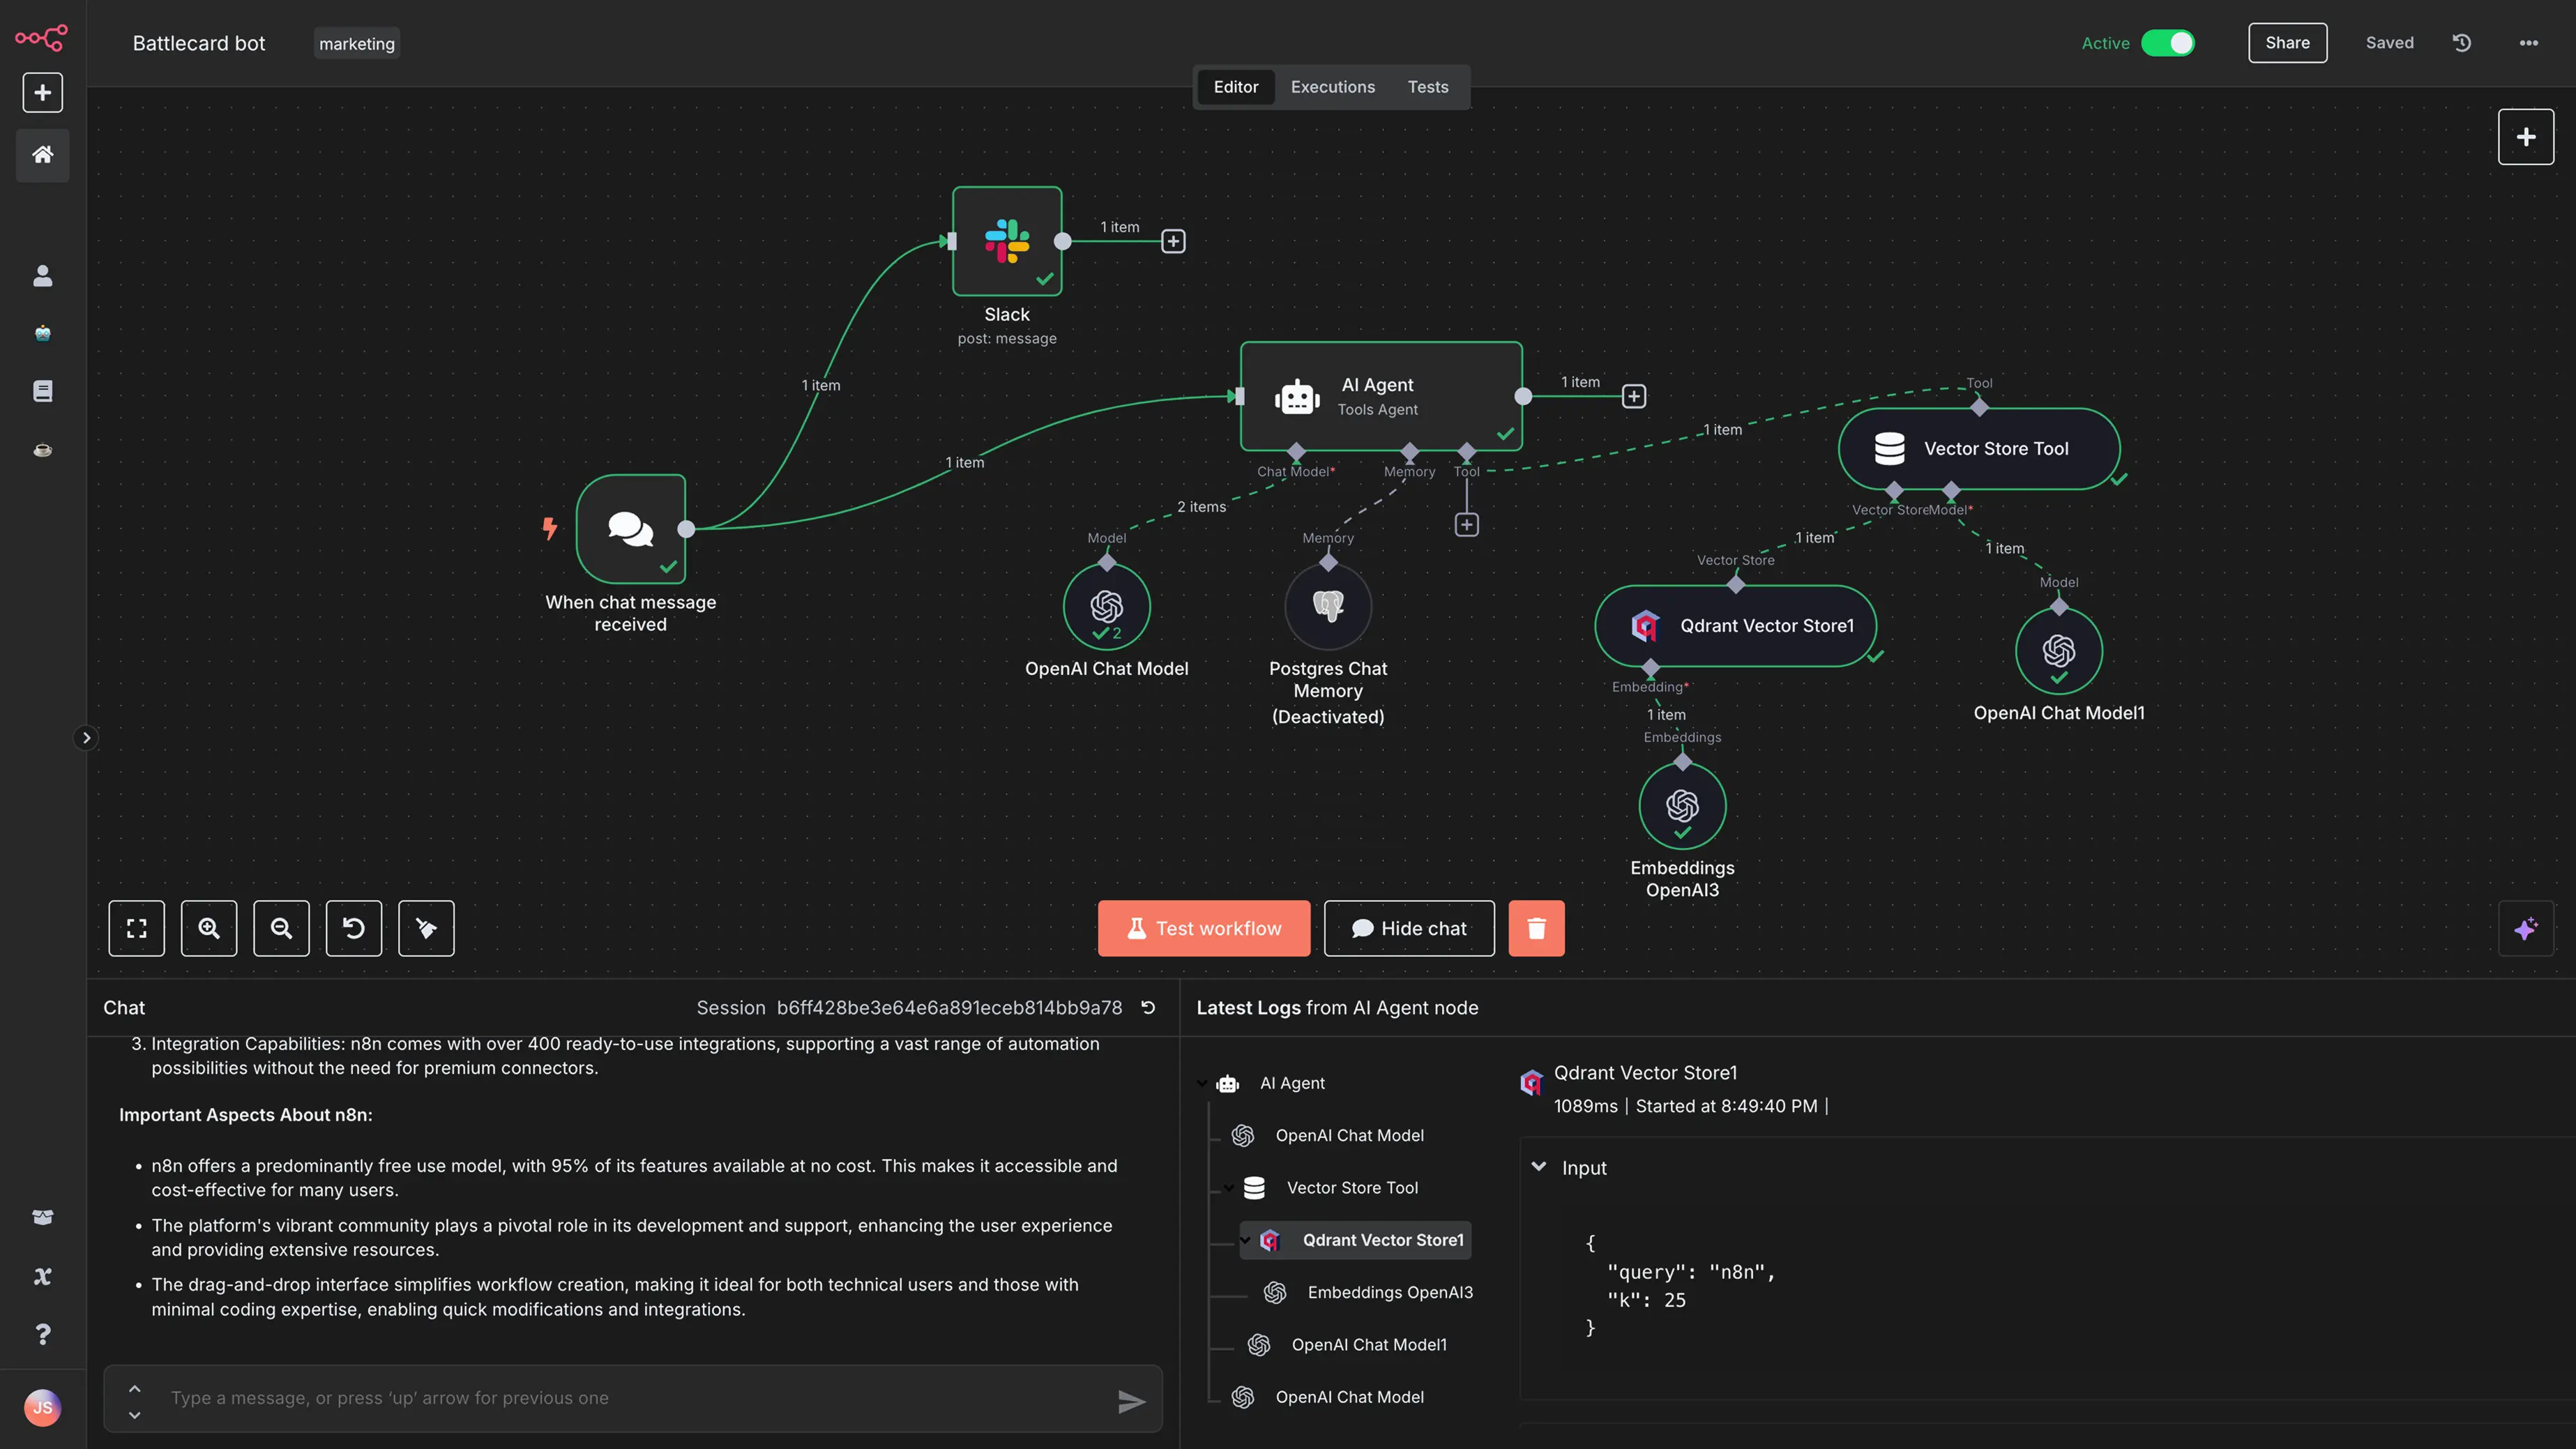 Battlecard bot
marketing
Active
Share
Saved
Editor
Executions
Tests
1 item
Slack
post: message
1 item
AI Agent
Tools Agent
1 item
Tool
1 item
Vector Store Tool
1 item
Chat Model*
Memory
Tool
2 items
Vector Store
Model*
When chat message
received
Model
Memory
1 item
1 item
Vector Store
Model
2
OpenAI Chat Model
Postgres Chat
Memory
(Deactivated)
Qdrant Vector Store1
Embedding*
1 item
Embeddings
OpenAI Chat Model1
Embeddings
OpenAI3
Test workflow
Hide chat
Chat
Session b6ff428be3e64e6a891eceb814bb9a78
Latest Logs from AI Agent node
3. Integration Capabilities: n8n comes with over 400 ready-to-use integrations, supporting a vast range of automation
possibilities without the need for premium connectors.
Important Aspects About n8n:
• n8n offers a predominantly free use model, with 95% of its features available at no cost. This makes it accessible and
cost-effective for many users.
• The platform's vibrant community plays a pivotal role in its development and support, enhancing the user experience
and providing extensive resources.
• The drag-and-drop interface simplifies workflow creation, making it ideal for both technical users and those with
minimal coding expertise, enabling quick modifications and integrations.
Type a message, or press ‘up’ arrow for previous one
JS
AI Agent
OpenAI Chat Model
Vector Store Tool
Qdrant Vector Store1
Embeddings OpenAI3
OpenAI Chat Model1
OpenAI Chat Model
Qdrant Vector Store1
1089ms | Started at 8:49:40 PM |
Input
{
"query": "n8n",
"k": 25
}